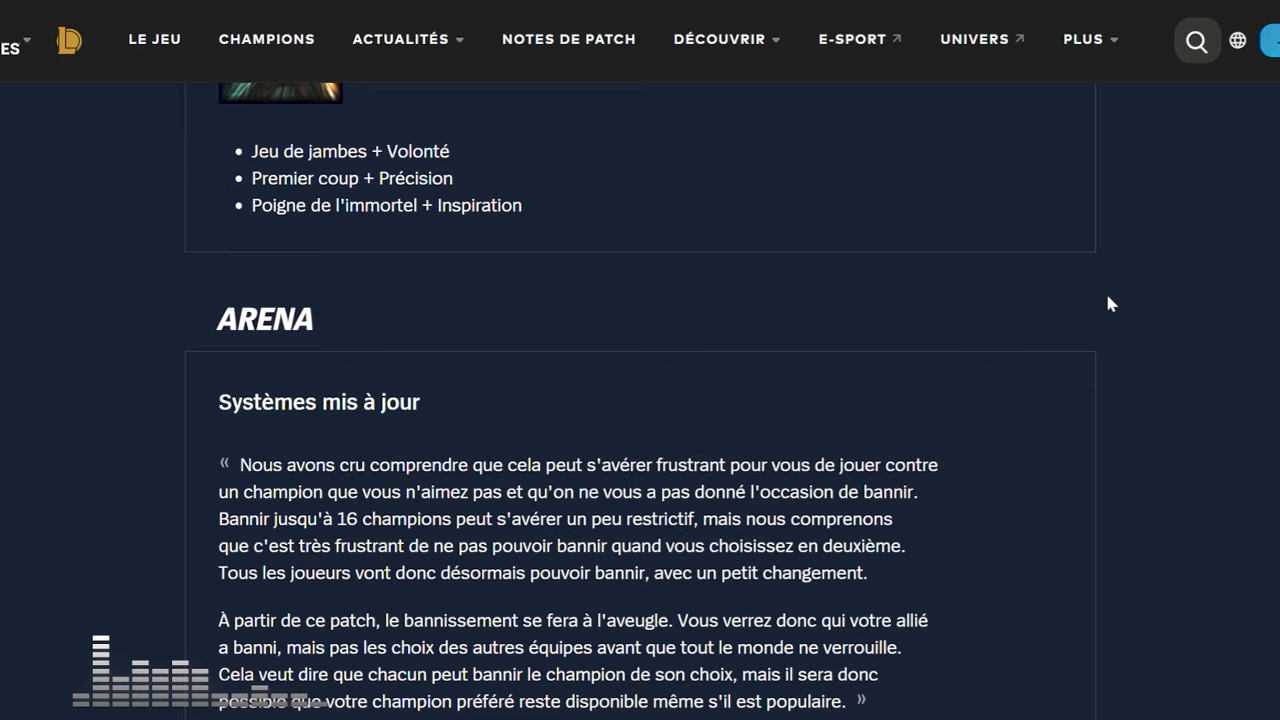 ES
LE JEU CHAMPIONS ACTUALITÉS NOTES DE PATCH DÉCOUVRIR E-SPORT UNIVERS PLUS
• Jeu de jambes + Volonté
• Premier coup + Précision
• Poigne de l'immortel + Inspiration
ARENA
Systèmes mis à jour
« Nous avons cru comprendre que cela peut s'avérer frustrant pour vous de jouer contre
un champion que vous n'aimez pas et qu'on ne vous a pas donné l'occasion de bannir.
Bannir jusqu'à 16 champions peut s'avérer un peu restrictif, mais nous comprenons
que c'est très frustrant de ne pas pouvoir bannir quand vous choisissez en deuxième.
Tous les joueurs vont donc désormais pouvoir bannir, avec un petit changement.
À partir de ce patch, le bannissement se fera à l'aveugle. Vous verrez donc qui votre allié
a banni, mais pas les choix des autres équipes avant que tout le monde ne verrouille.
Cela veut dire que chacun peut bannir le champion de son choix, mais il sera donc
possible que votre champion préféré reste disponible même s'il est populaire. »